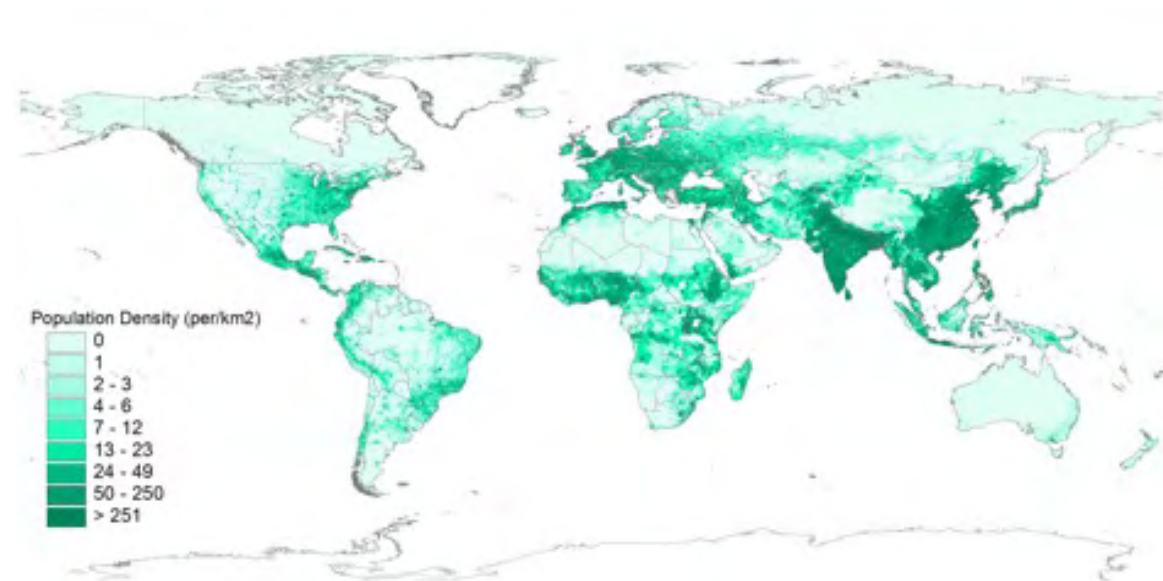 Population Density (per/km2)
0
1
2 - 3
4 - 6
7 - 12
13 - 23
24 - 49
50 - 250
> 251